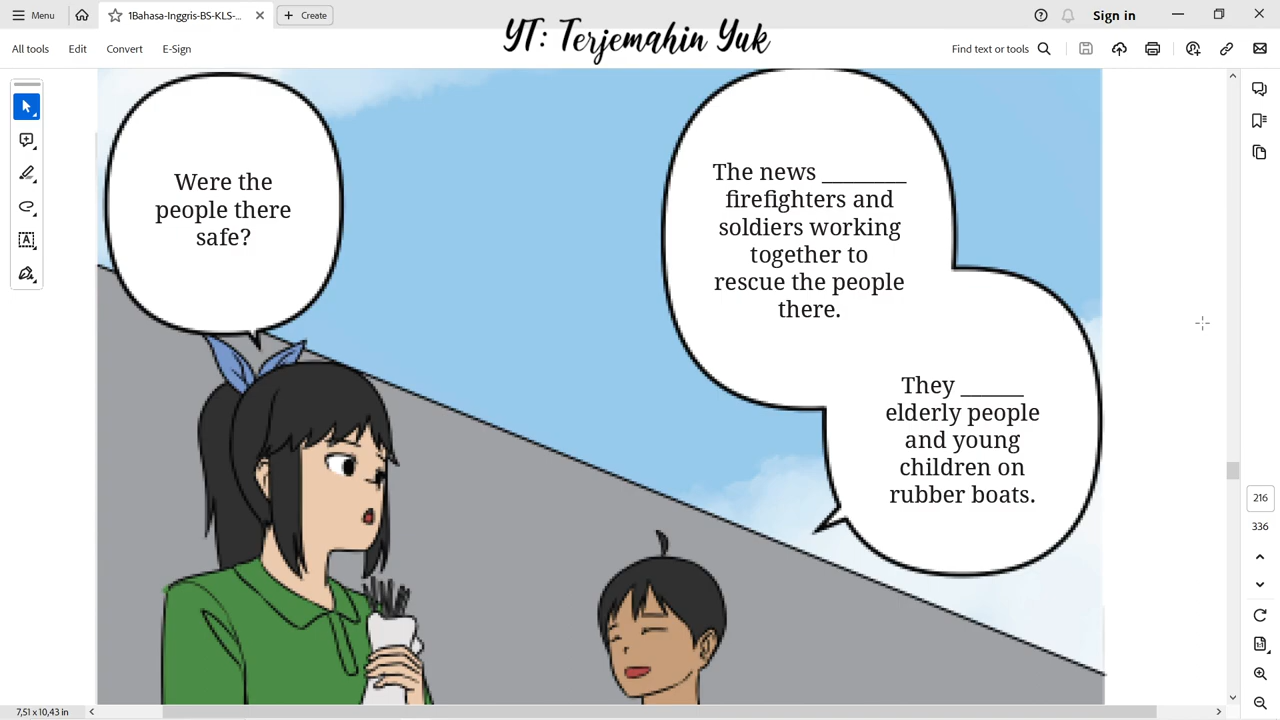 Menu
1Bahasa-Inggris-BS-KLS-...
Create
YT: Terjemahin Yuk
Sign in
All tools
Edit
Convert
E-Sign
Find text or tools
Were the
people there
safe?
The news ________
firefighters and
soldiers working
together to
rescue the people
there.
They ______
elderly people
and young
children on
rubber boats.
216
336
7,51 x 10,43 in